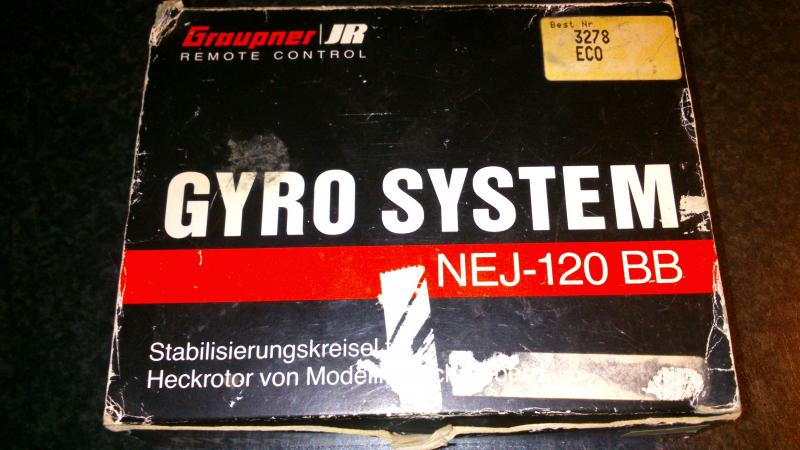 Graupner JR
REMOTE CONTROL
Best Nr
3278
ECO
GYRO SYSTEM
NEJ-120 BB
Stabilisierungskreisel
Heckrotor von